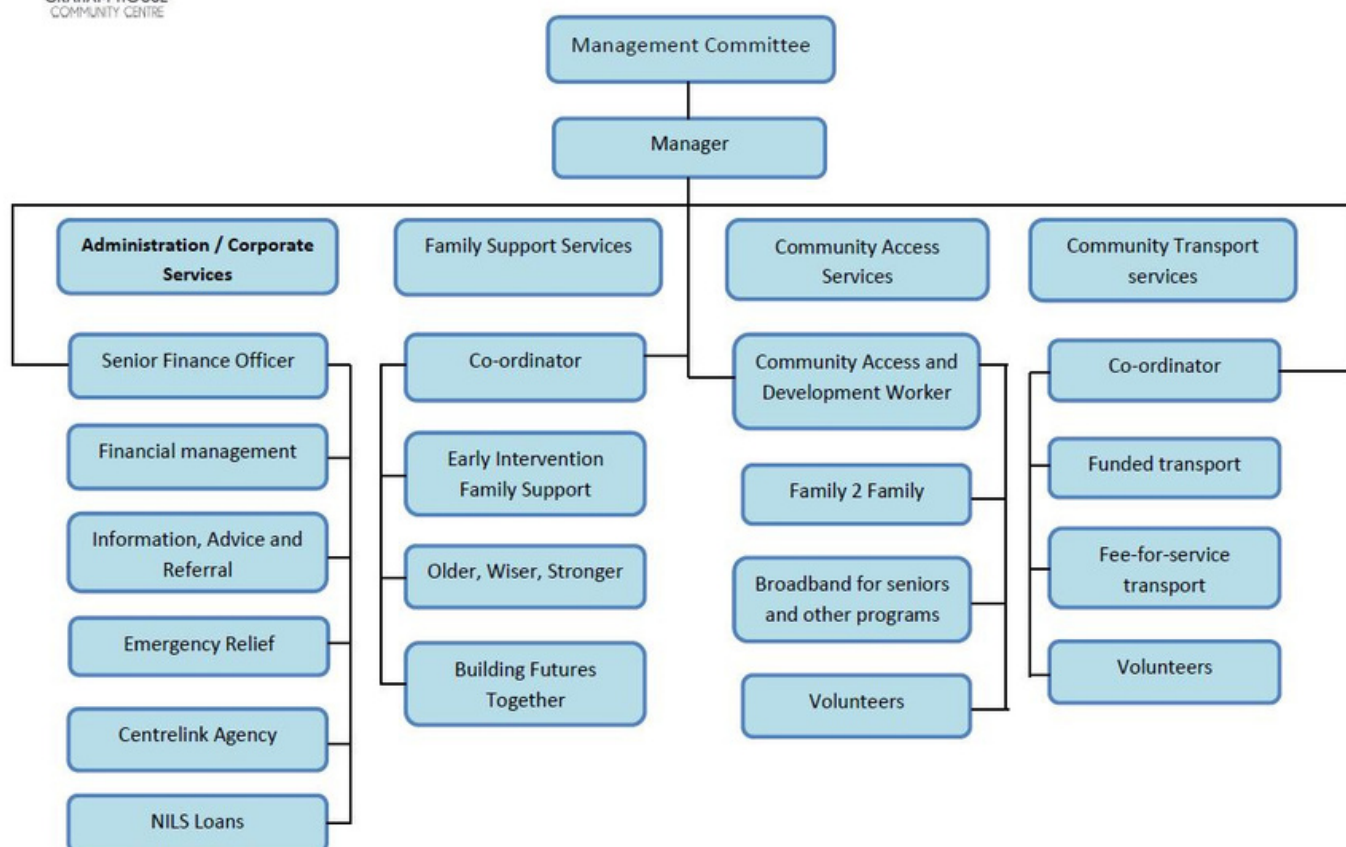 COMMUNITY CENTRE
Management Committee
Manager
Administration / Corporate
Services
Family Support Services
Community Access
Services
Community Transport
services
Senior Finance Officer
Financial management
Information, Advice and
Referral
Emergency Relief
Centrelink Agency
NILS Loans
Co-ordinator
Early Intervention
Family Support
Older, Wiser, Stronger
Building Futures
Together
Community Access and
Development Worker
Family 2 Family
Broadband for seniors
and other programs
Volunteers
Co-ordinator
Funded transport
Fee-for-service
transport
Volunteers